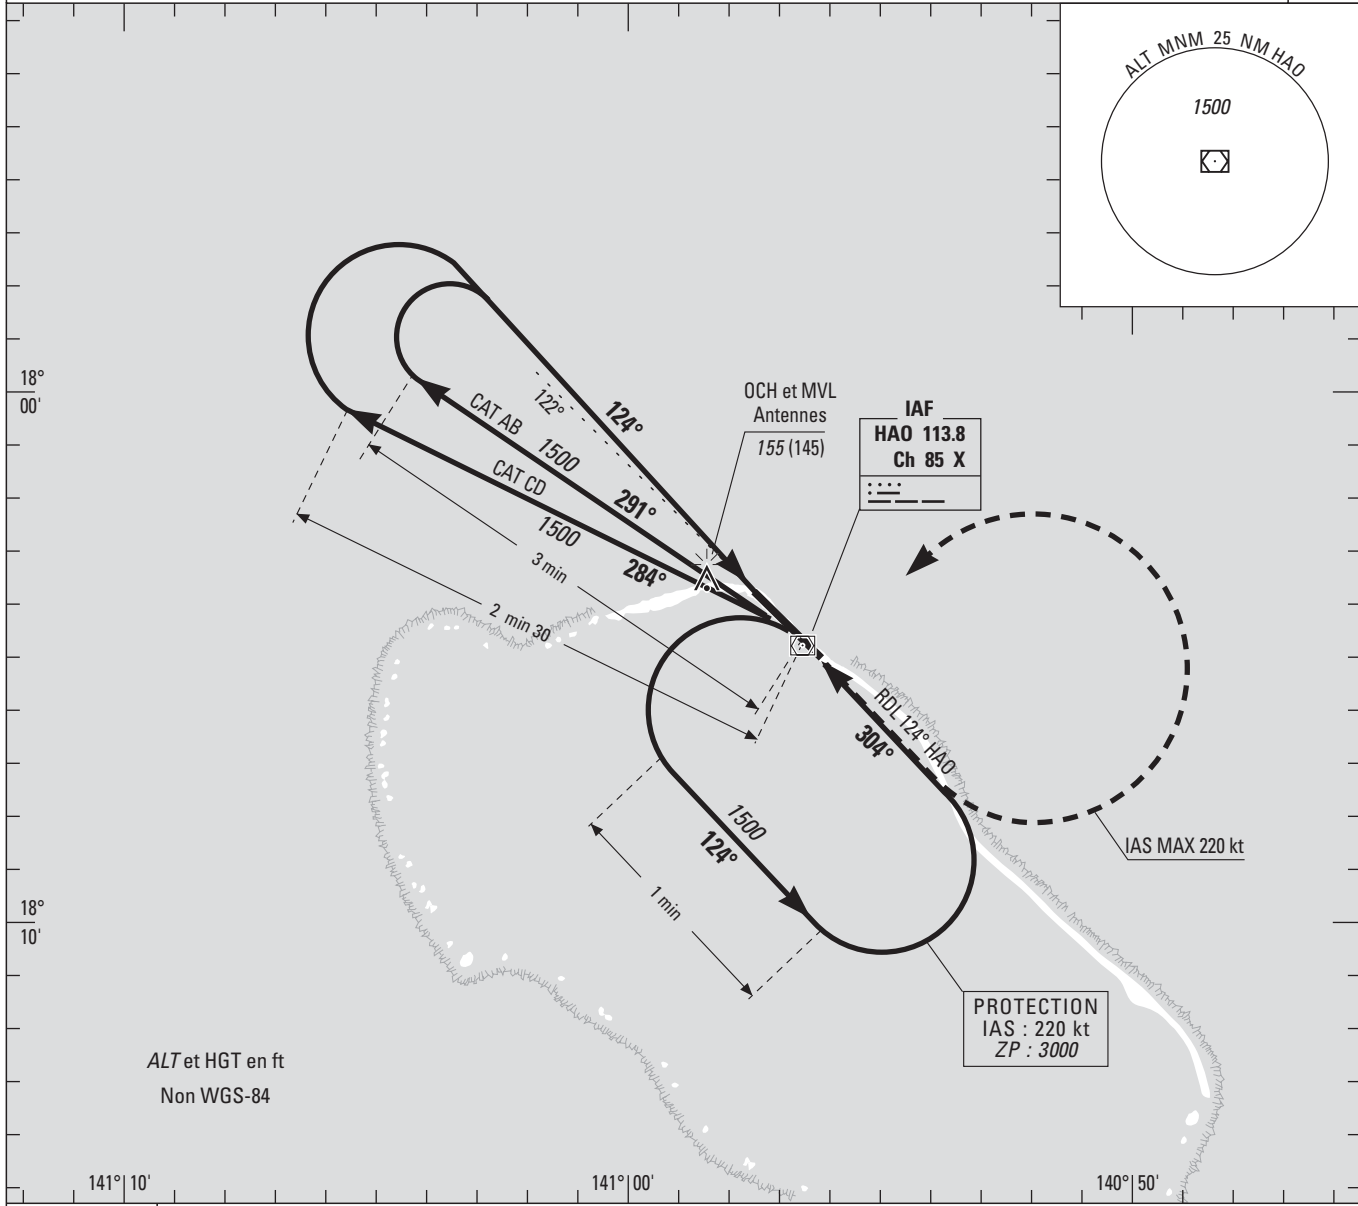 ALT MNM 25 NM HAO
1500
18°
00'
122°
124°
CAT AB
1500
291°
CAT CD
1500
284°
3 min
2 min 30
OCH et MVL
Antennes
155 (145)
IAF
HAO 113.8
Ch 85 X
RDL 124° HAO
304°
IAS MAX 220 kt
1500
124°
1 min
18°
10'
PROTECTION
IAS : 220 kt
ZP : 3000
ALT et HGT en ft
Non WGS-84
141° 10'
141° 00'
140° 50'